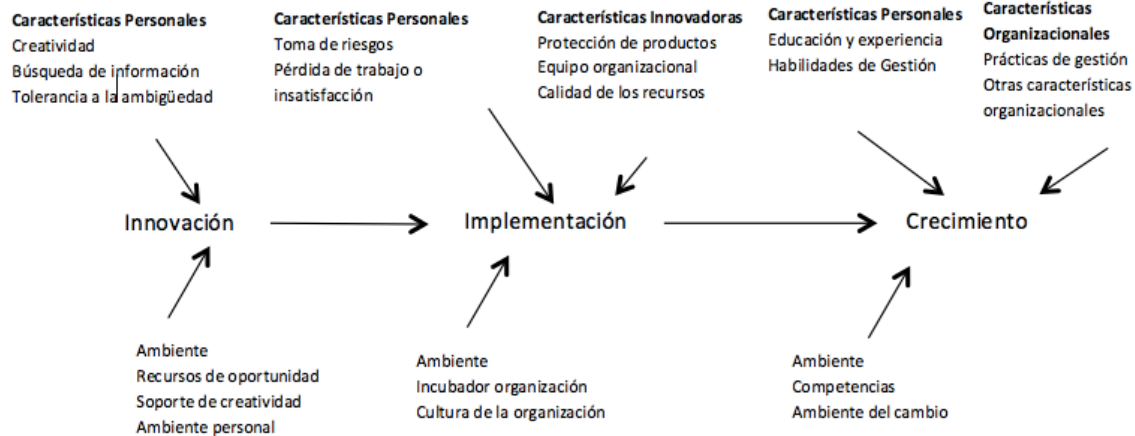 Características Personales
Creatividad
Búsqueda de información
Tolerancia a la ambigüedad
Características Personales
Toma de riesgos
Pérdida de trabajo o
insatisfacción
Características Innovadoras
Protección de productos
Equipo organizacional
Calidad de los recursos
Características Personales
Educación y experiencia
Habilidades de Gestión
Características
Organizacionales
Prácticas de gestión
Otras características
organizacionales
Innovación
Implementación
Crecimiento
Ambiente
Recursos de oportunidad
Soporte de creatividad
Ambiente personal
Ambiente
Incubador organización
Cultura de la organización
Ambiente
Competencias
Ambiente del cambio